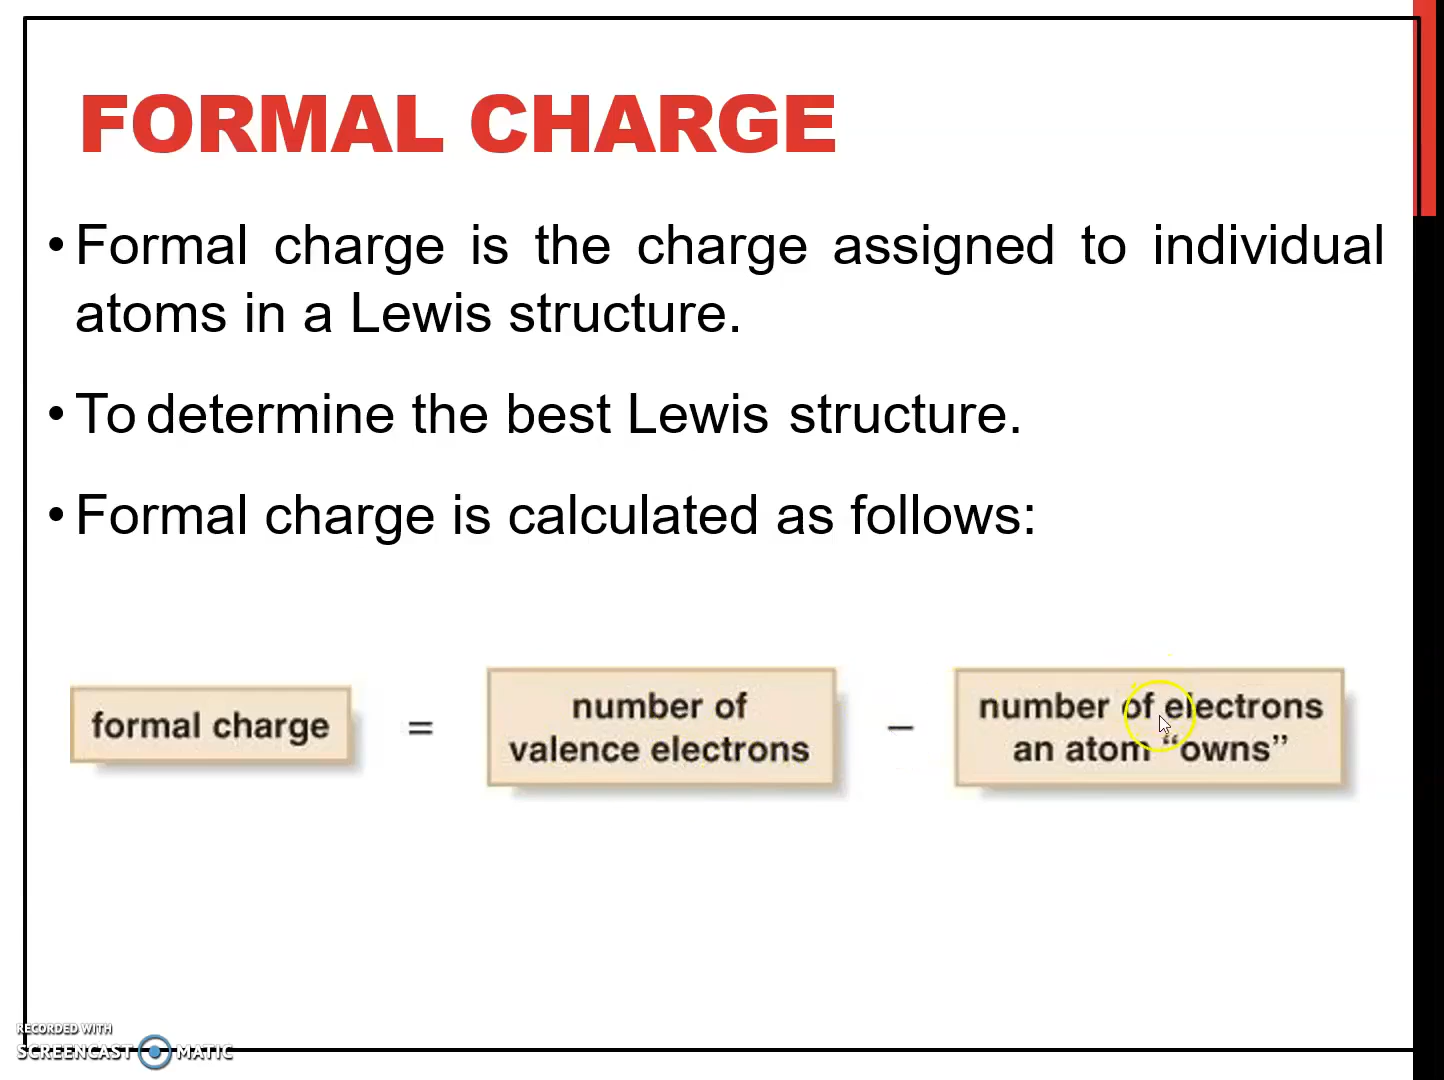 FORMAL CHARGE
• Formal charge is the charge assigned to individual
atoms in a Lewis structure.
• To determine the best Lewis structure.
• Formal charge is calculated as follows:
formal charge = number of valence electrons – number of electrons an atom “owns”
RECORDED WITH
SCREENCAST MATIC